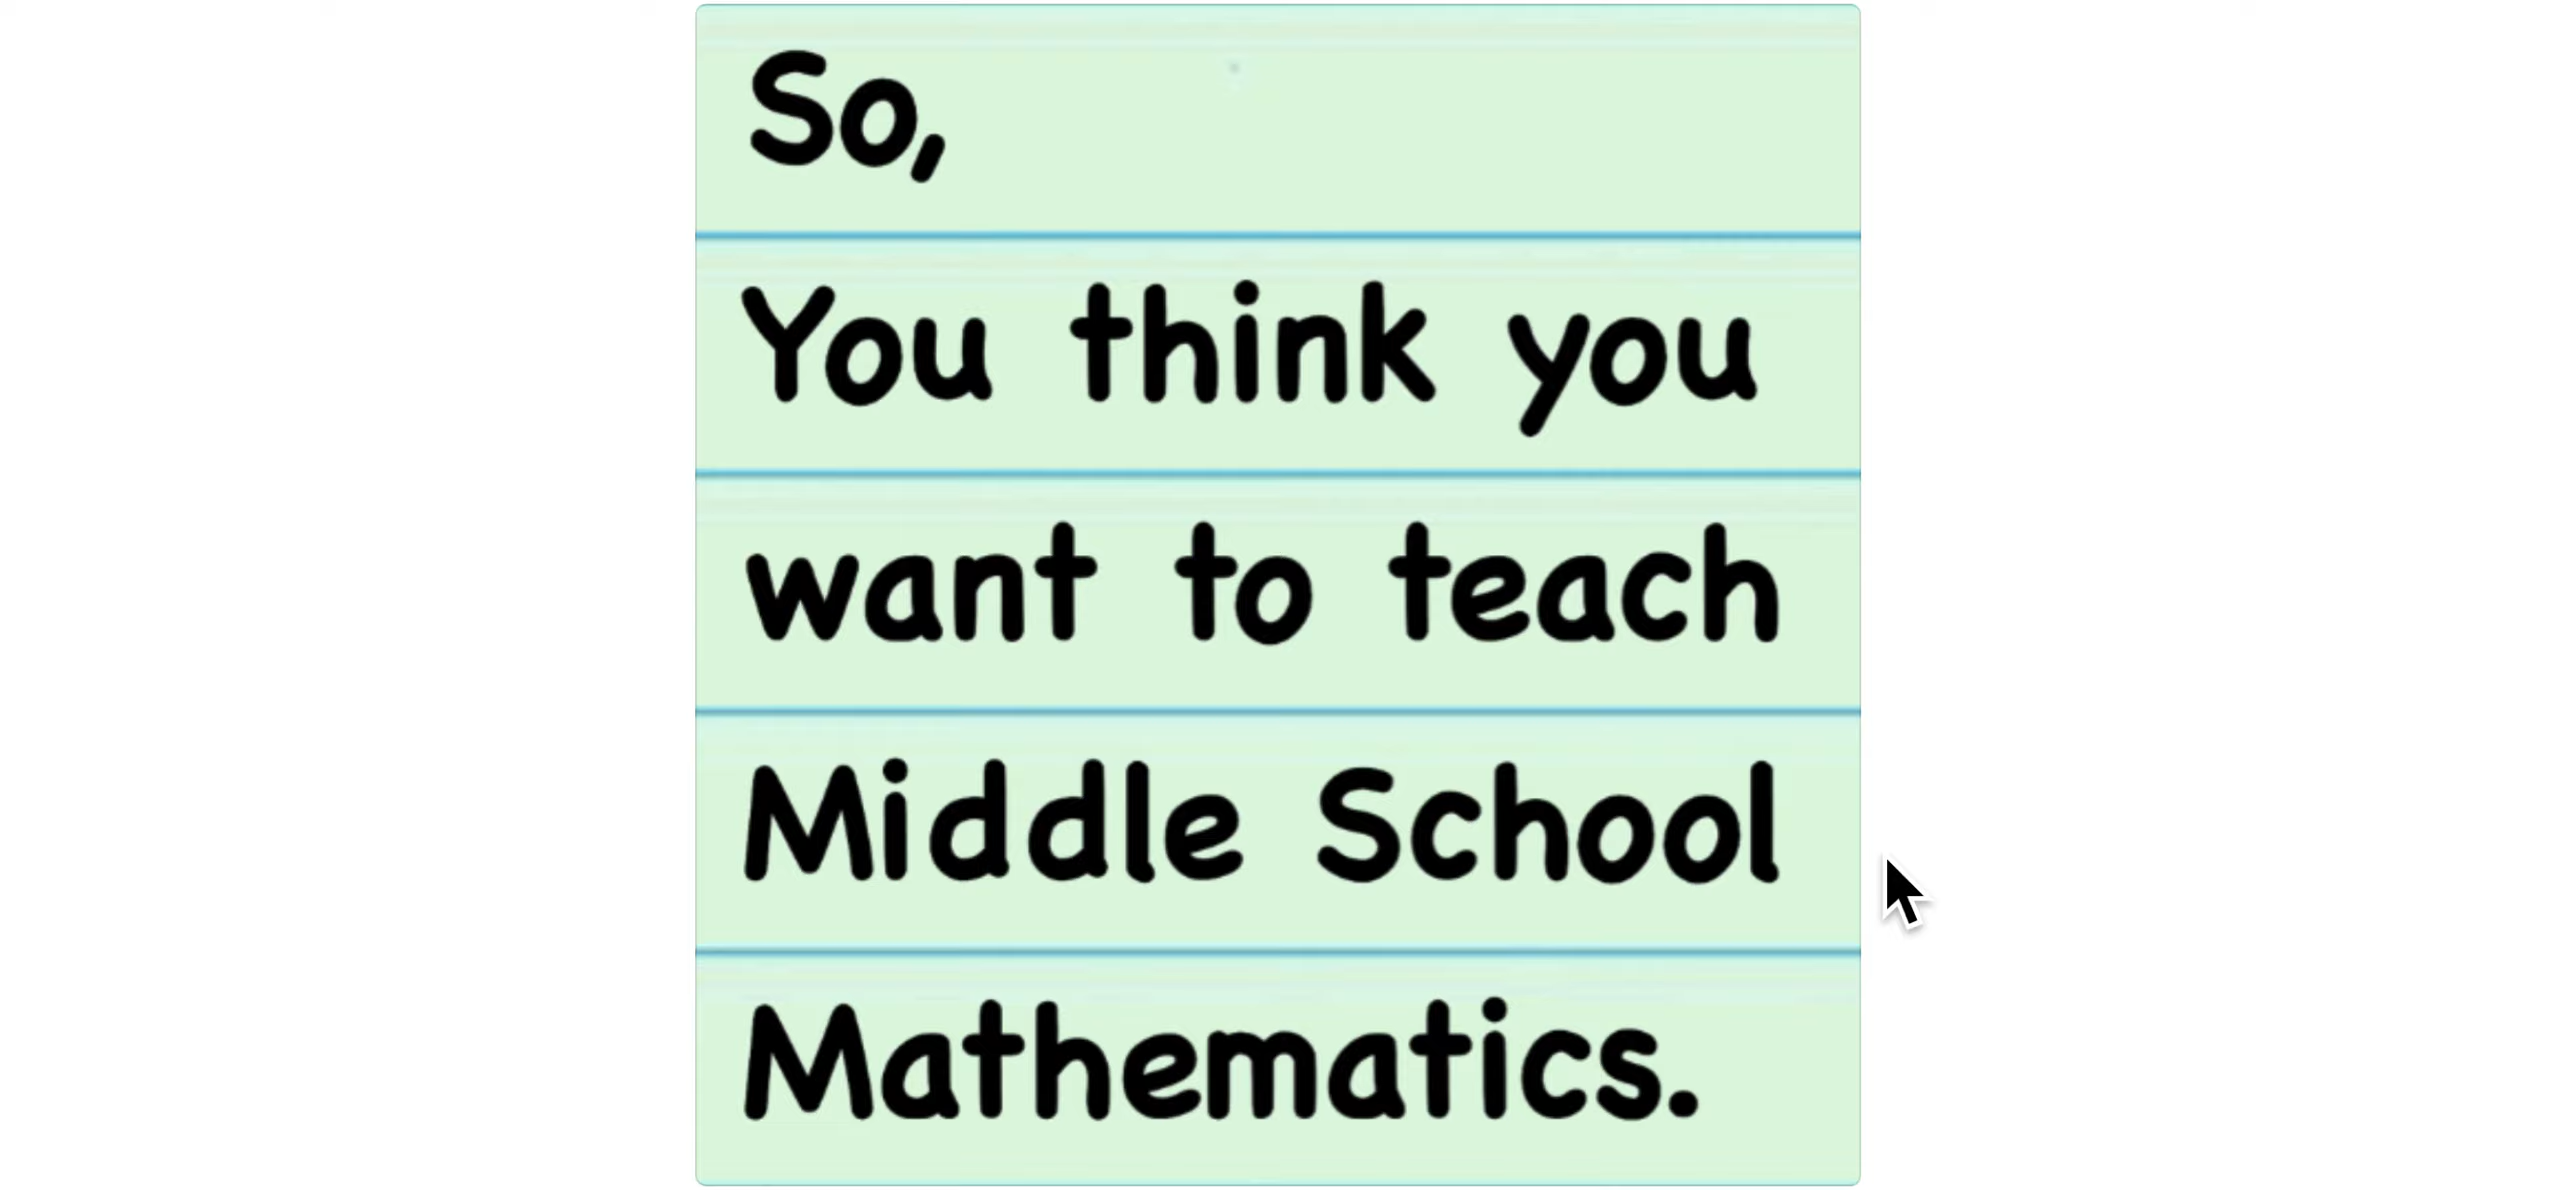 So,
You think you
want to teach
Middle School
Mathematics.